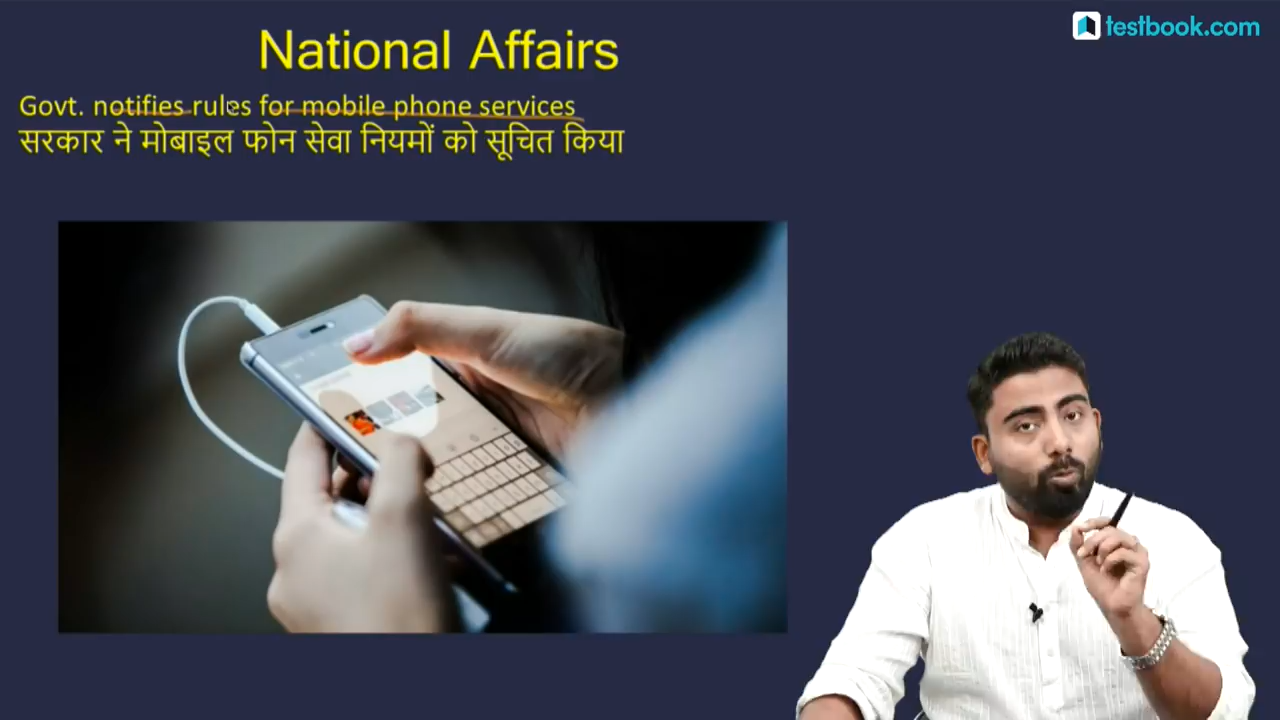 testbook.com
National Affairs
Govt. notifies rules for mobile phone services
सरकार ने मोबाइल फोन सेवा नियमों को सूचित किया